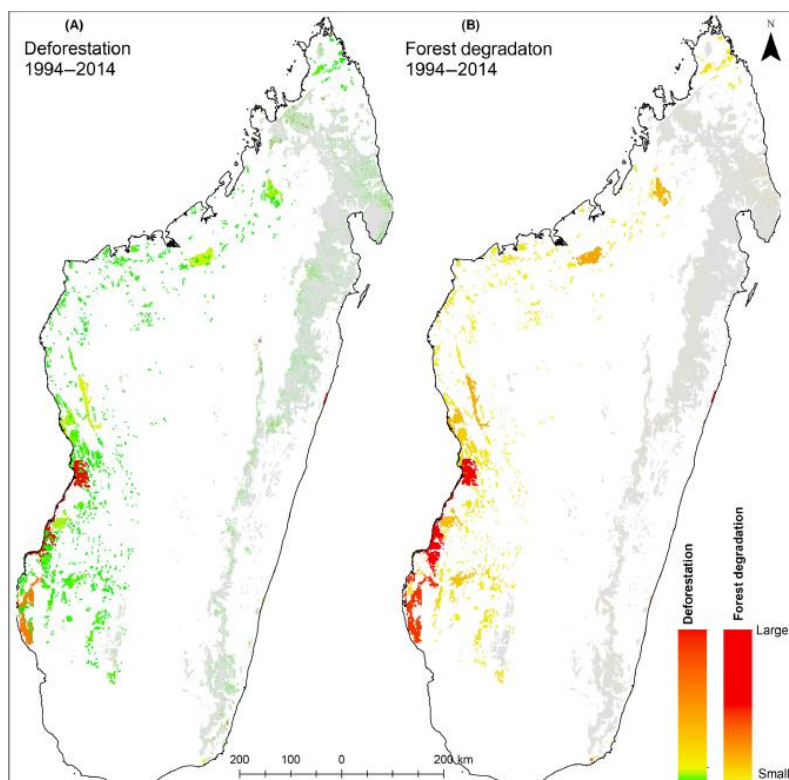 (A)
Deforestation
1994–2014
(B)
Forest degradaton
1994–2014
N
Deforestation
Forest degradation
Large
Small
200 100 0 200 km